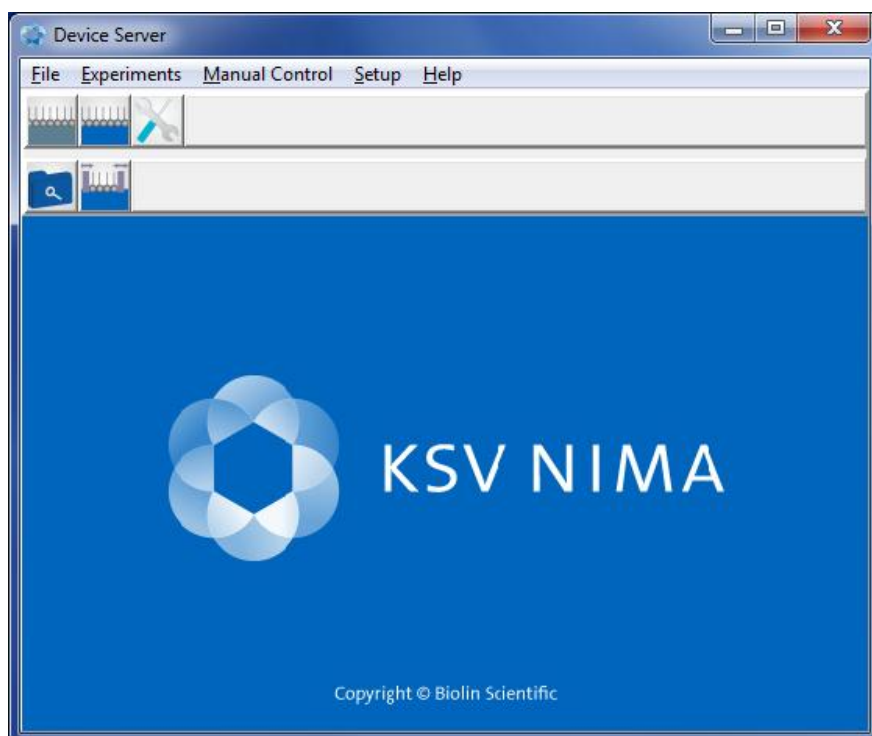 Device Server
File Experiments Manual Control Setup Help
KSV NIMA
Copyright © Biolin Scientific